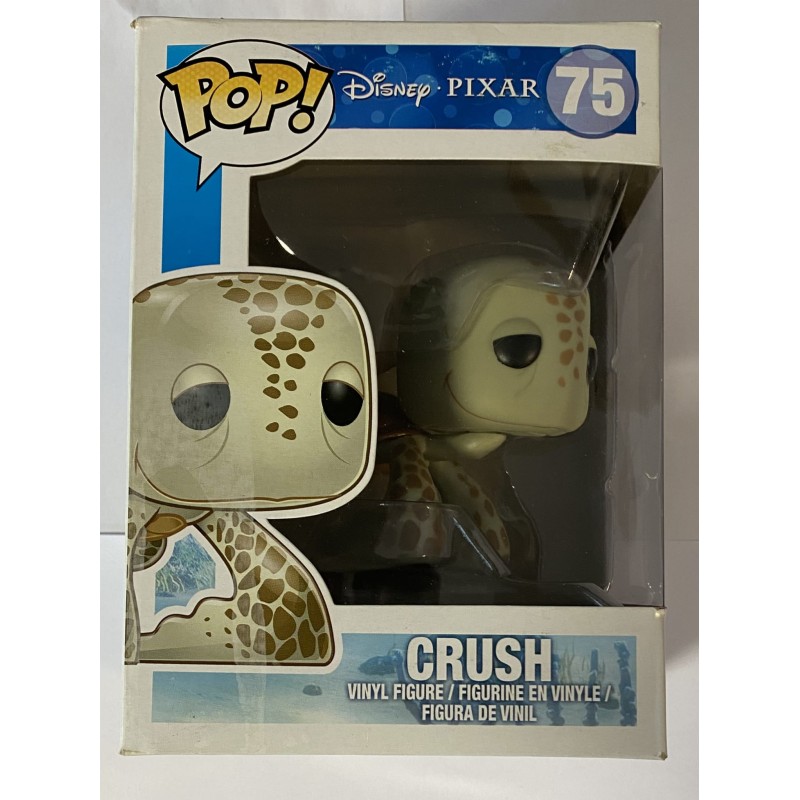 POP! Disney · PIXAR 75
CRUSH
VINYL FIGURE / FIGURINE EN VINYLE /
FIGURA DE VINIL